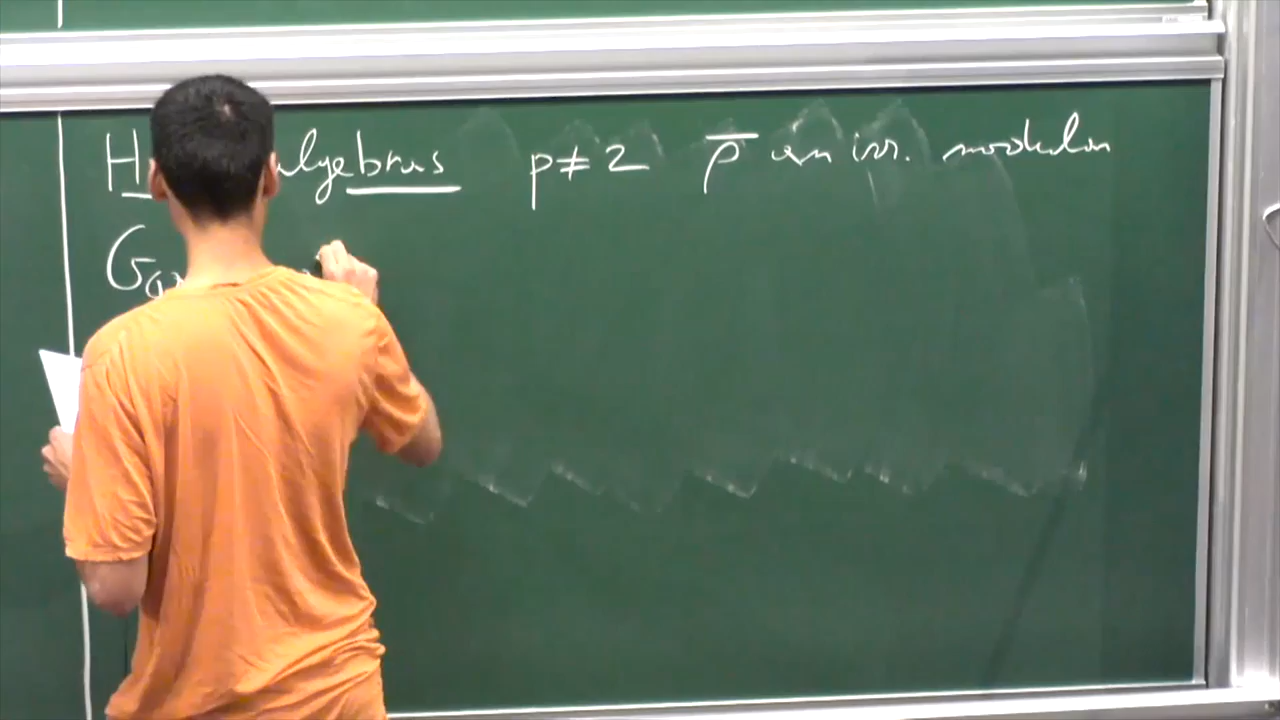 H algebras p ≠ 2 ρ̄ an irr. modular
G